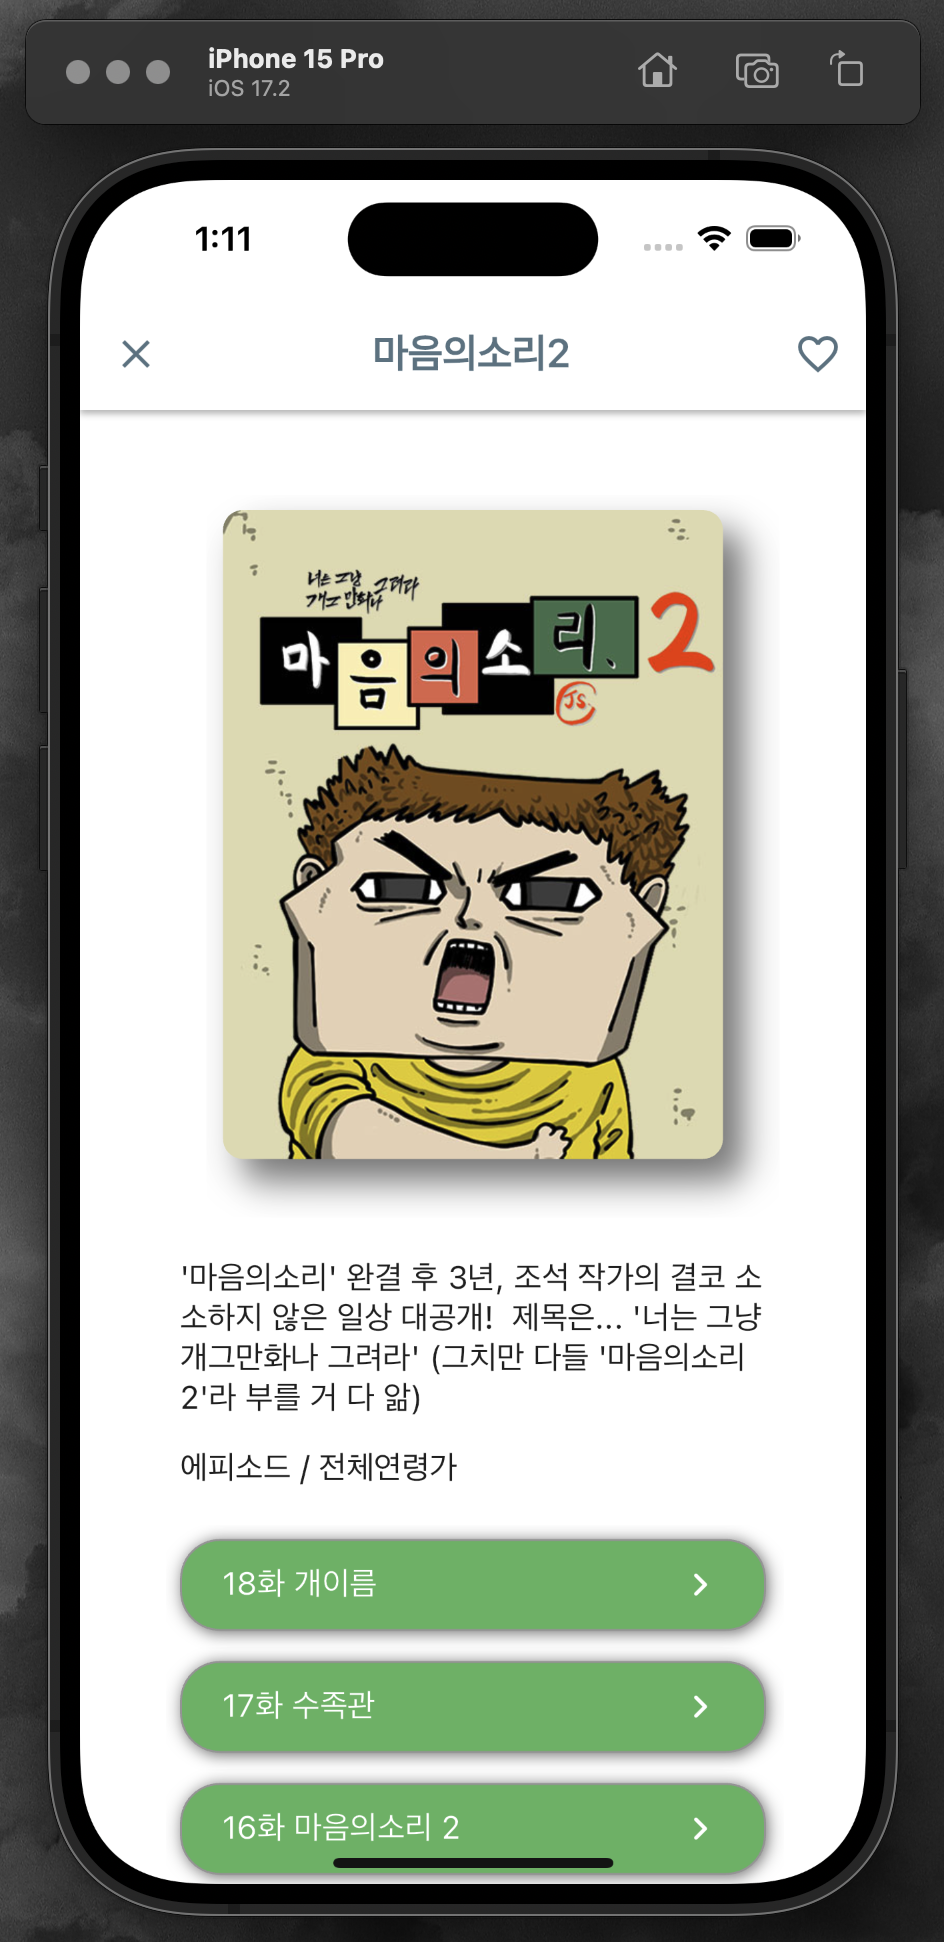 iPhone 15 Pro
iOS 17.2
1:11
마음의소리2
너는 그냥 그려라
개그 만화나
마음의소리. 2
JS.
'마음의소리' 완결 후 3년, 조석 작가의 결코 소
소하지 않은 일상 대공개!  제목은... '너는 그냥
개그만화나 그려라' (그치만 다들 '마음의소리
2'라 부를 거 다 앎)
에피소드 / 전체연령가
18화 개이름
17화 수족관
16화 마음의소리 2